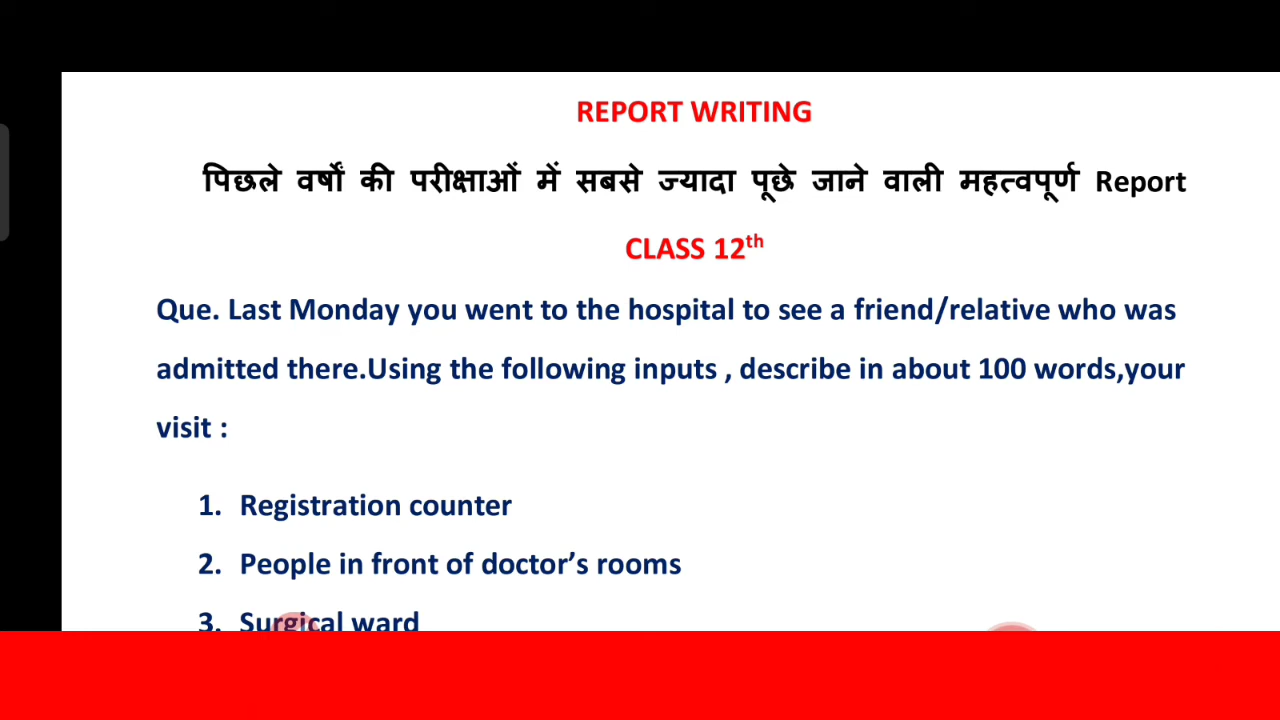 REPORT WRITING
पिछले वर्षों की परीक्षाओं में सबसे ज्यादा पूछे जाने वाली महत्वपूर्ण Report
CLASS 12th
Que. Last Monday you went to the hospital to see a friend/relative who was
admitted there.Using the following inputs , describe in about 100 words,your
visit :
1. Registration counter
2. People in front of doctor’s rooms
3. Surgical ward